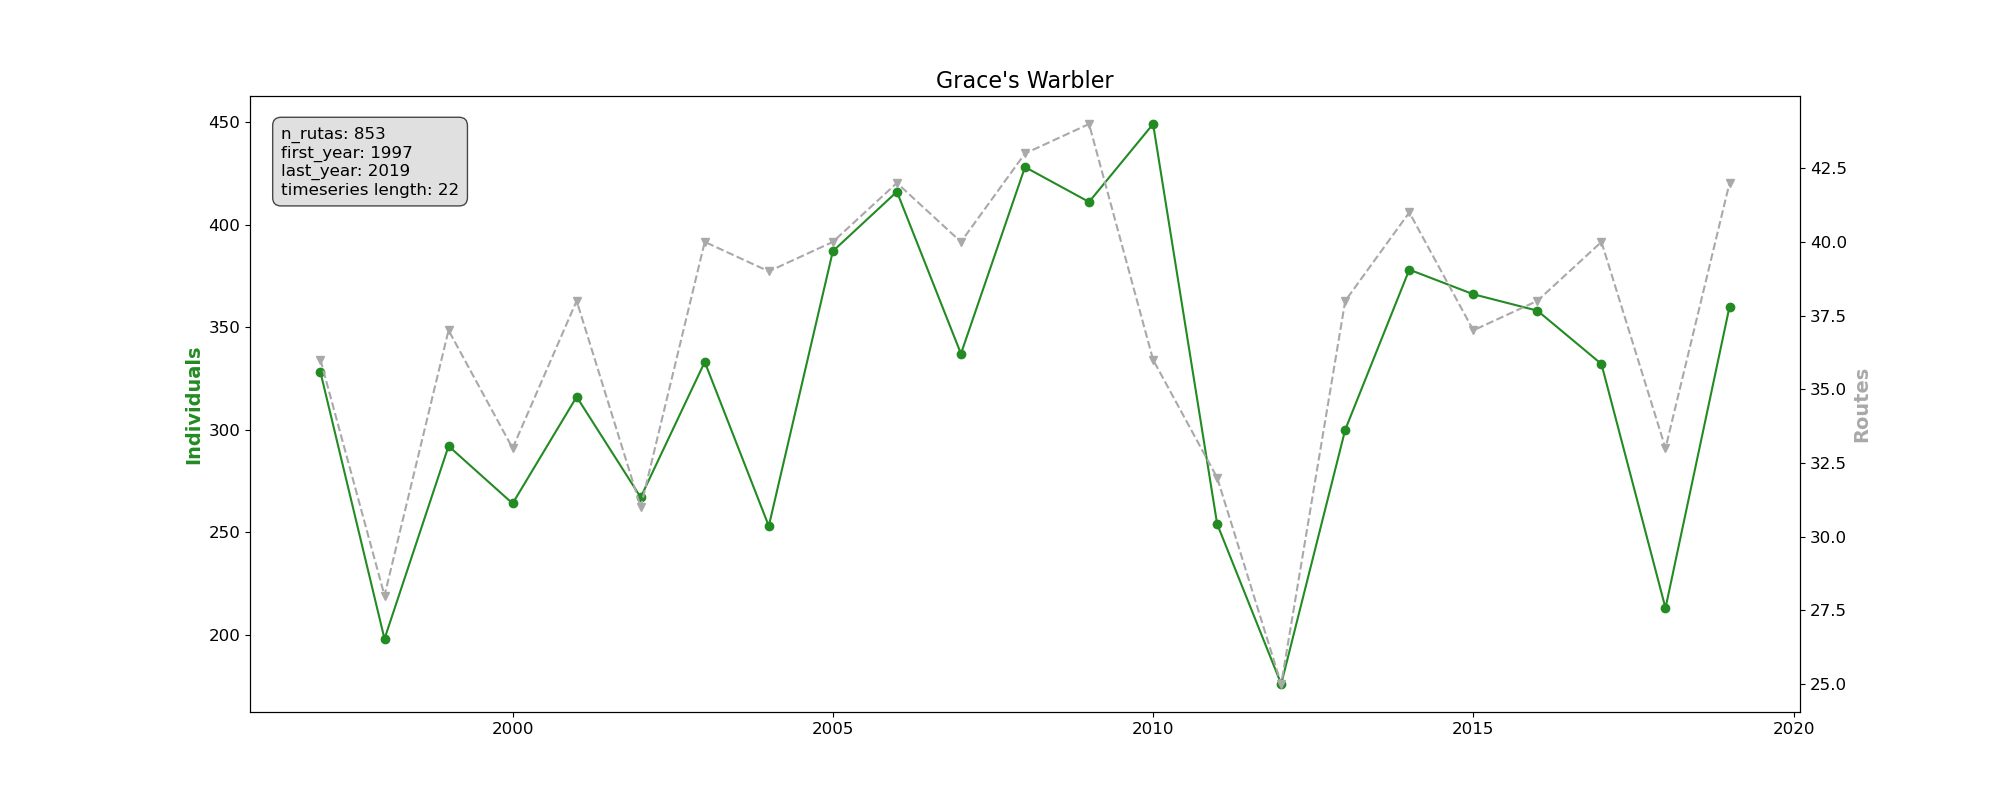 Grace's Warbler
n_rutas: 853
first_year: 1997
last_year: 2019
timeseries length: 22
Individuals
450
400
350
300
250
200
42.5
40.0
37.5
35.0
32.5
30.0
27.5
25.0
Routes
2000
2005
2010
2015
2020